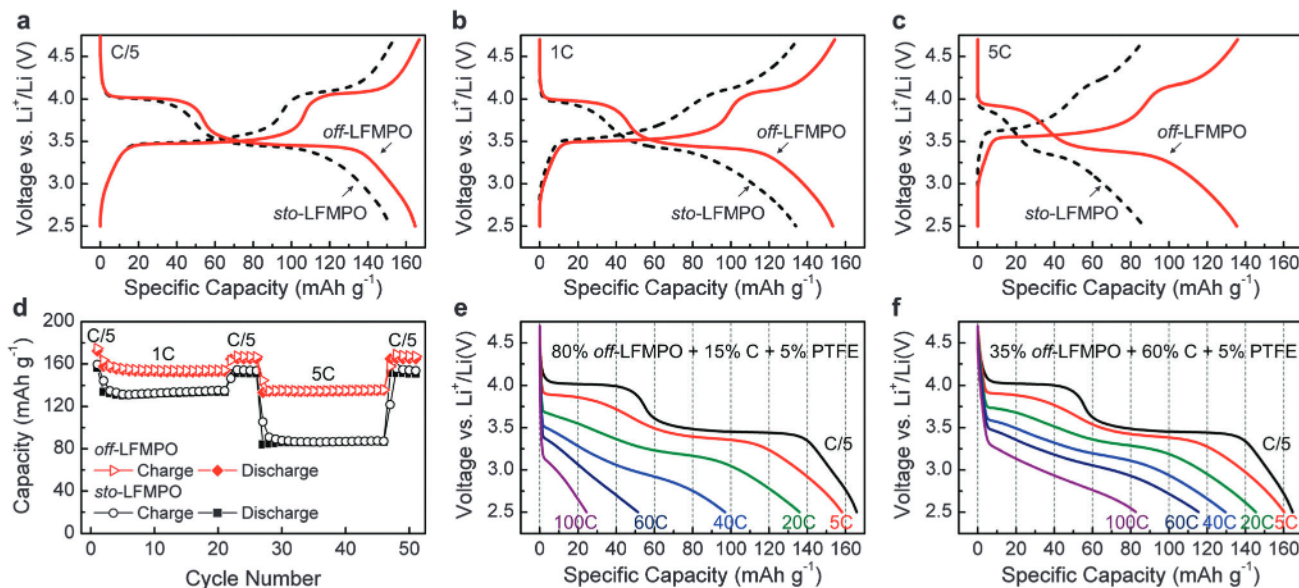 a
C/5
Voltage vs. Li⁺/Li (V)
4.5
4.0
3.5
3.0
2.5
off-LFMPO
sto-LFMPO
0 20 40 60 80 100 120 140 160
Specific Capacity (mAh g⁻¹)
b
1C
Voltage vs. Li⁺/Li (V)
4.5
4.0
3.5
3.0
2.5
off-LFMPO
sto-LFMPO
0 20 40 60 80 100 120 140 160
Specific Capacity (mAh g⁻¹)
c
5C
Voltage vs. Li⁺/Li (V)
4.5
4.0
3.5
3.0
2.5
off-LFMPO
sto-LFMPO
0 20 40 60 80 100 120 140 160
Specific Capacity (mAh g⁻¹)
d
Capacity (mAh g⁻¹)
200
160
120
80
40
0
C/5 1C C/5 5C C/5
off-LFMPO
Charge Discharge
sto-LFMPO
Charge Discharge
0 10 20 30 40 50
Cycle Number
e
Voltage vs. Li⁺/Li(V)
4.5
4.0
3.5
3.0
2.5
80% off-LFMPO + 15% C + 5% PTFE
C/5
100C 60C 40C 20C 5C
0 20 40 60 80 100 120 140 160
Specific Capacity (mAh g⁻¹)
f
Voltage vs. Li⁺/Li(V)
4.5
4.0
3.5
3.0
2.5
35% off-LFMPO + 60% C + 5% PTFE
C/5
100C 60C 40C 20C 5C
0 20 40 60 80 100 120 140 160
Specific Capacity (mAh g⁻¹)